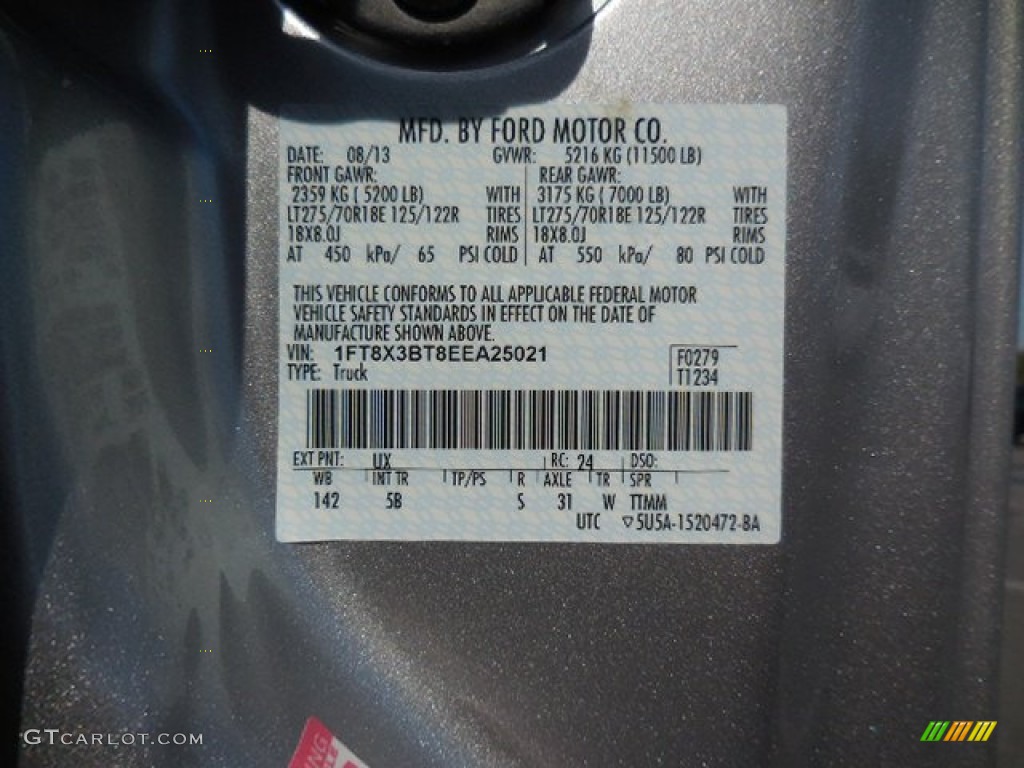 MFD. BY FORD MOTOR CO.
DATE: 08/13 GVWR: 5216 KG (11500 LB)
FRONT GAWR: REAR GAWR:
2359 KG ( 5200 LB) WITH 3175 KG ( 7000 LB) WITH
LT275/70R18E 125/122R TIRES LT275/70R18E 125/122R TIRES
18X8.0J RIMS 18X8.0J RIMS
AT 450 kPa/ 65 PSI COLD AT 550 kPa/ 80 PSI COLD
THIS VEHICLE CONFORMS TO ALL APPLICABLE FEDERAL MOTOR
VEHICLE SAFETY STANDARDS IN EFFECT ON THE DATE OF
MANUFACTURE SHOWN ABOVE.
VIN: 1FT8X3BT8EEA25021 F0279
TYPE: Truck T1234
EXT PNT: UX RC: 24 DSO:
WB INT TR TP/PS R AXLE TR SPR
142 5B S 31 W TTMM
UTC ▽5U5A-1520472-BA
GTCARLOT.COM